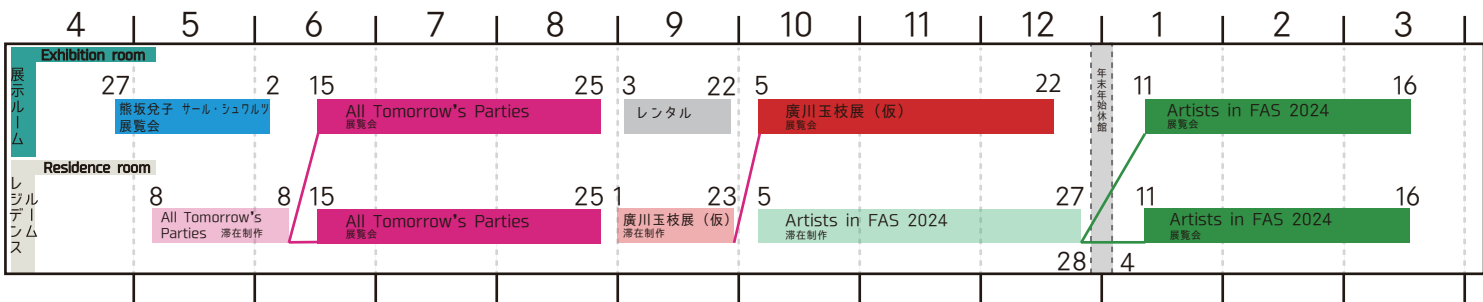 4 5 6 7 8 9 10 11 12 1 2 3
Exhibition room
展示ルーム
27 2 15 25 3 22 5 22 11 16
熊坂兌子 サール・シュワルツ
展覧会
All Tomorrow's Parties
展覧会
レンタル
廣川玉枝展（仮）
展覧会
年末年始休館
Artists in FAS 2024
展覧会
Residence room
レジデンス
ルーム
8 8 15 25 1 23 5 27 11 16
All Tomorrow's
Parties 滞在制作
All Tomorrow's Parties
展覧会
廣川玉枝展（仮）
滞在制作
Artists in FAS 2024
滞在制作
Artists in FAS 2024
展覧会
28 4